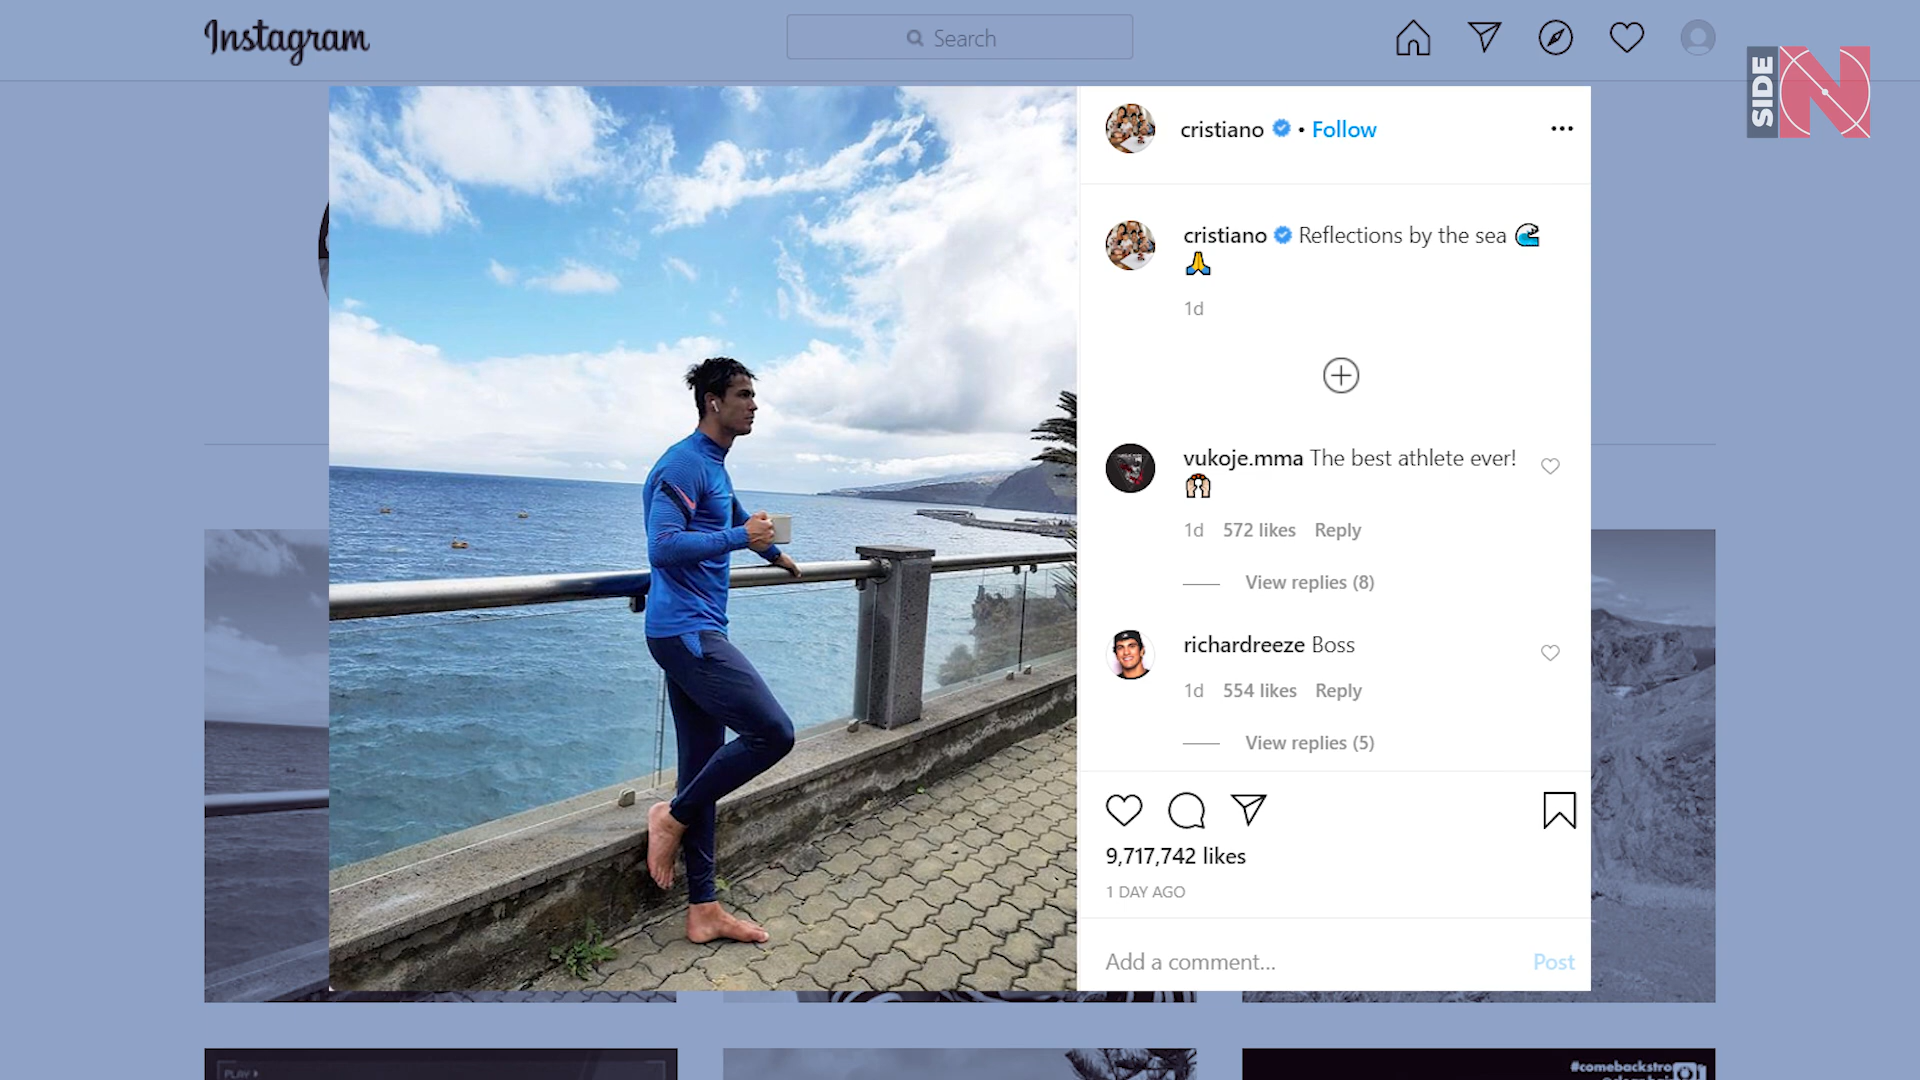 Instagram
Search
SIDE
N
cristiano • Follow
cristiano Reflections by the sea 🌊
🙏
1d
vukoje.mma The best athlete ever!
🙌🏻
1d 572 likes Reply
View replies (8)
richardreeze Boss
1d 554 likes Reply
View replies (5)
9,717,742 likes
1 DAY AGO
Add a comment... Post
PLAY